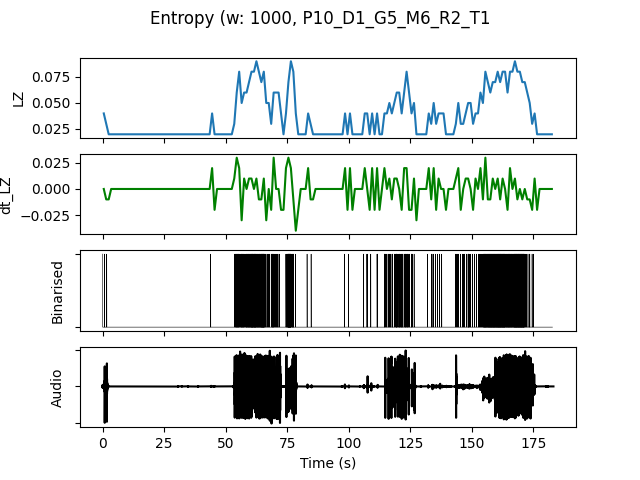 Entropy (w: 1000, P10_D1_G5_M6_R2_T1
0.075
0.050
0.025
LZ
0.025
0.000
−0.025
dt_LZ
Binarised
Audio
0 25 50 75 100 125 150 175
Time (s)